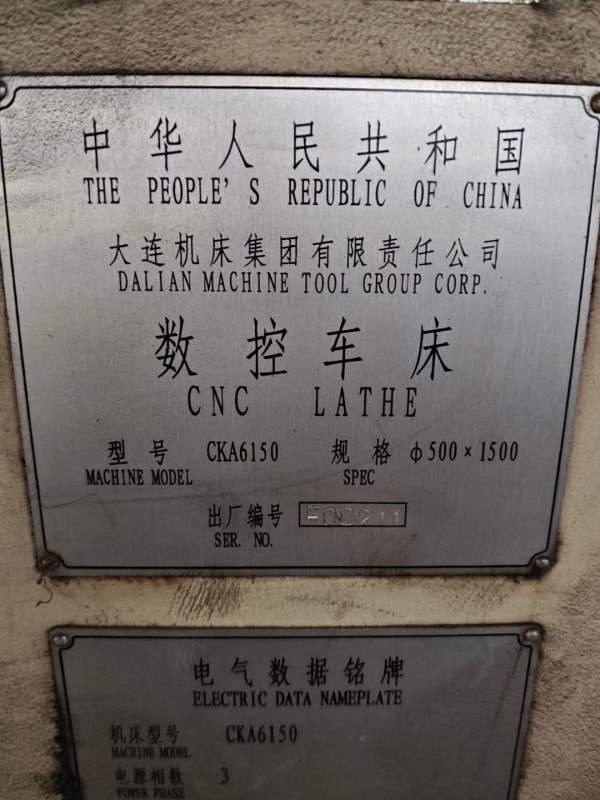 中华人民共和国
THE PEOPLE'S REPUBLIC OF CHINA
大连机床集团有限责任公司
DALIAN MACHINE TOOL GROUP CORP.
数控车床
CNC LATHE
型号 CKA6150 规格 φ500×1500
MACHINE MODEL SPEC
出厂编号
SER. NO.
电气数据铭牌
ELECTRIC DATA NAMEPLATE
机床型号 CKA6150
MACHINE MODEL
电源相数 3
POWER PHASE